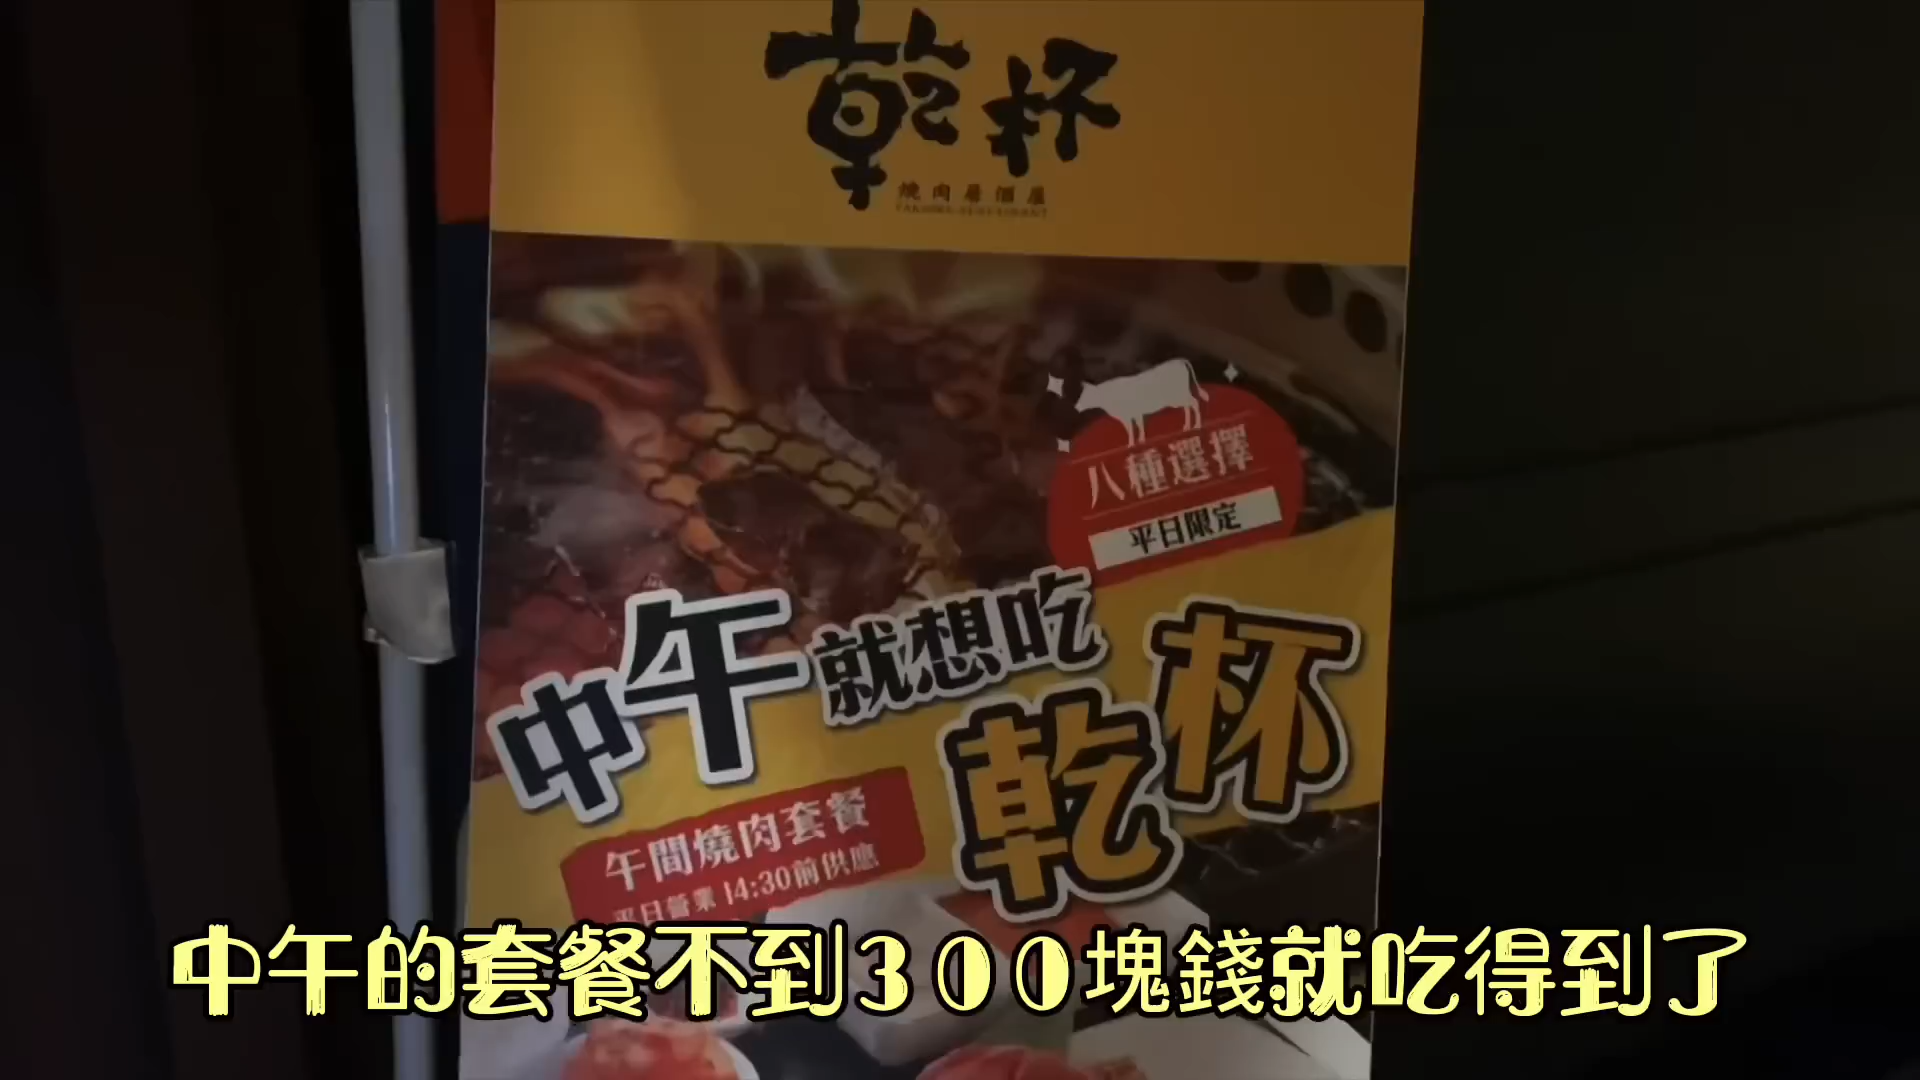 乾杯
燒肉居酒屋
八種選擇
平日限定
中午就想吃
乾杯
午間燒肉套餐
平日營業14:30前供應
中午的套餐不到300塊錢就吃得到了